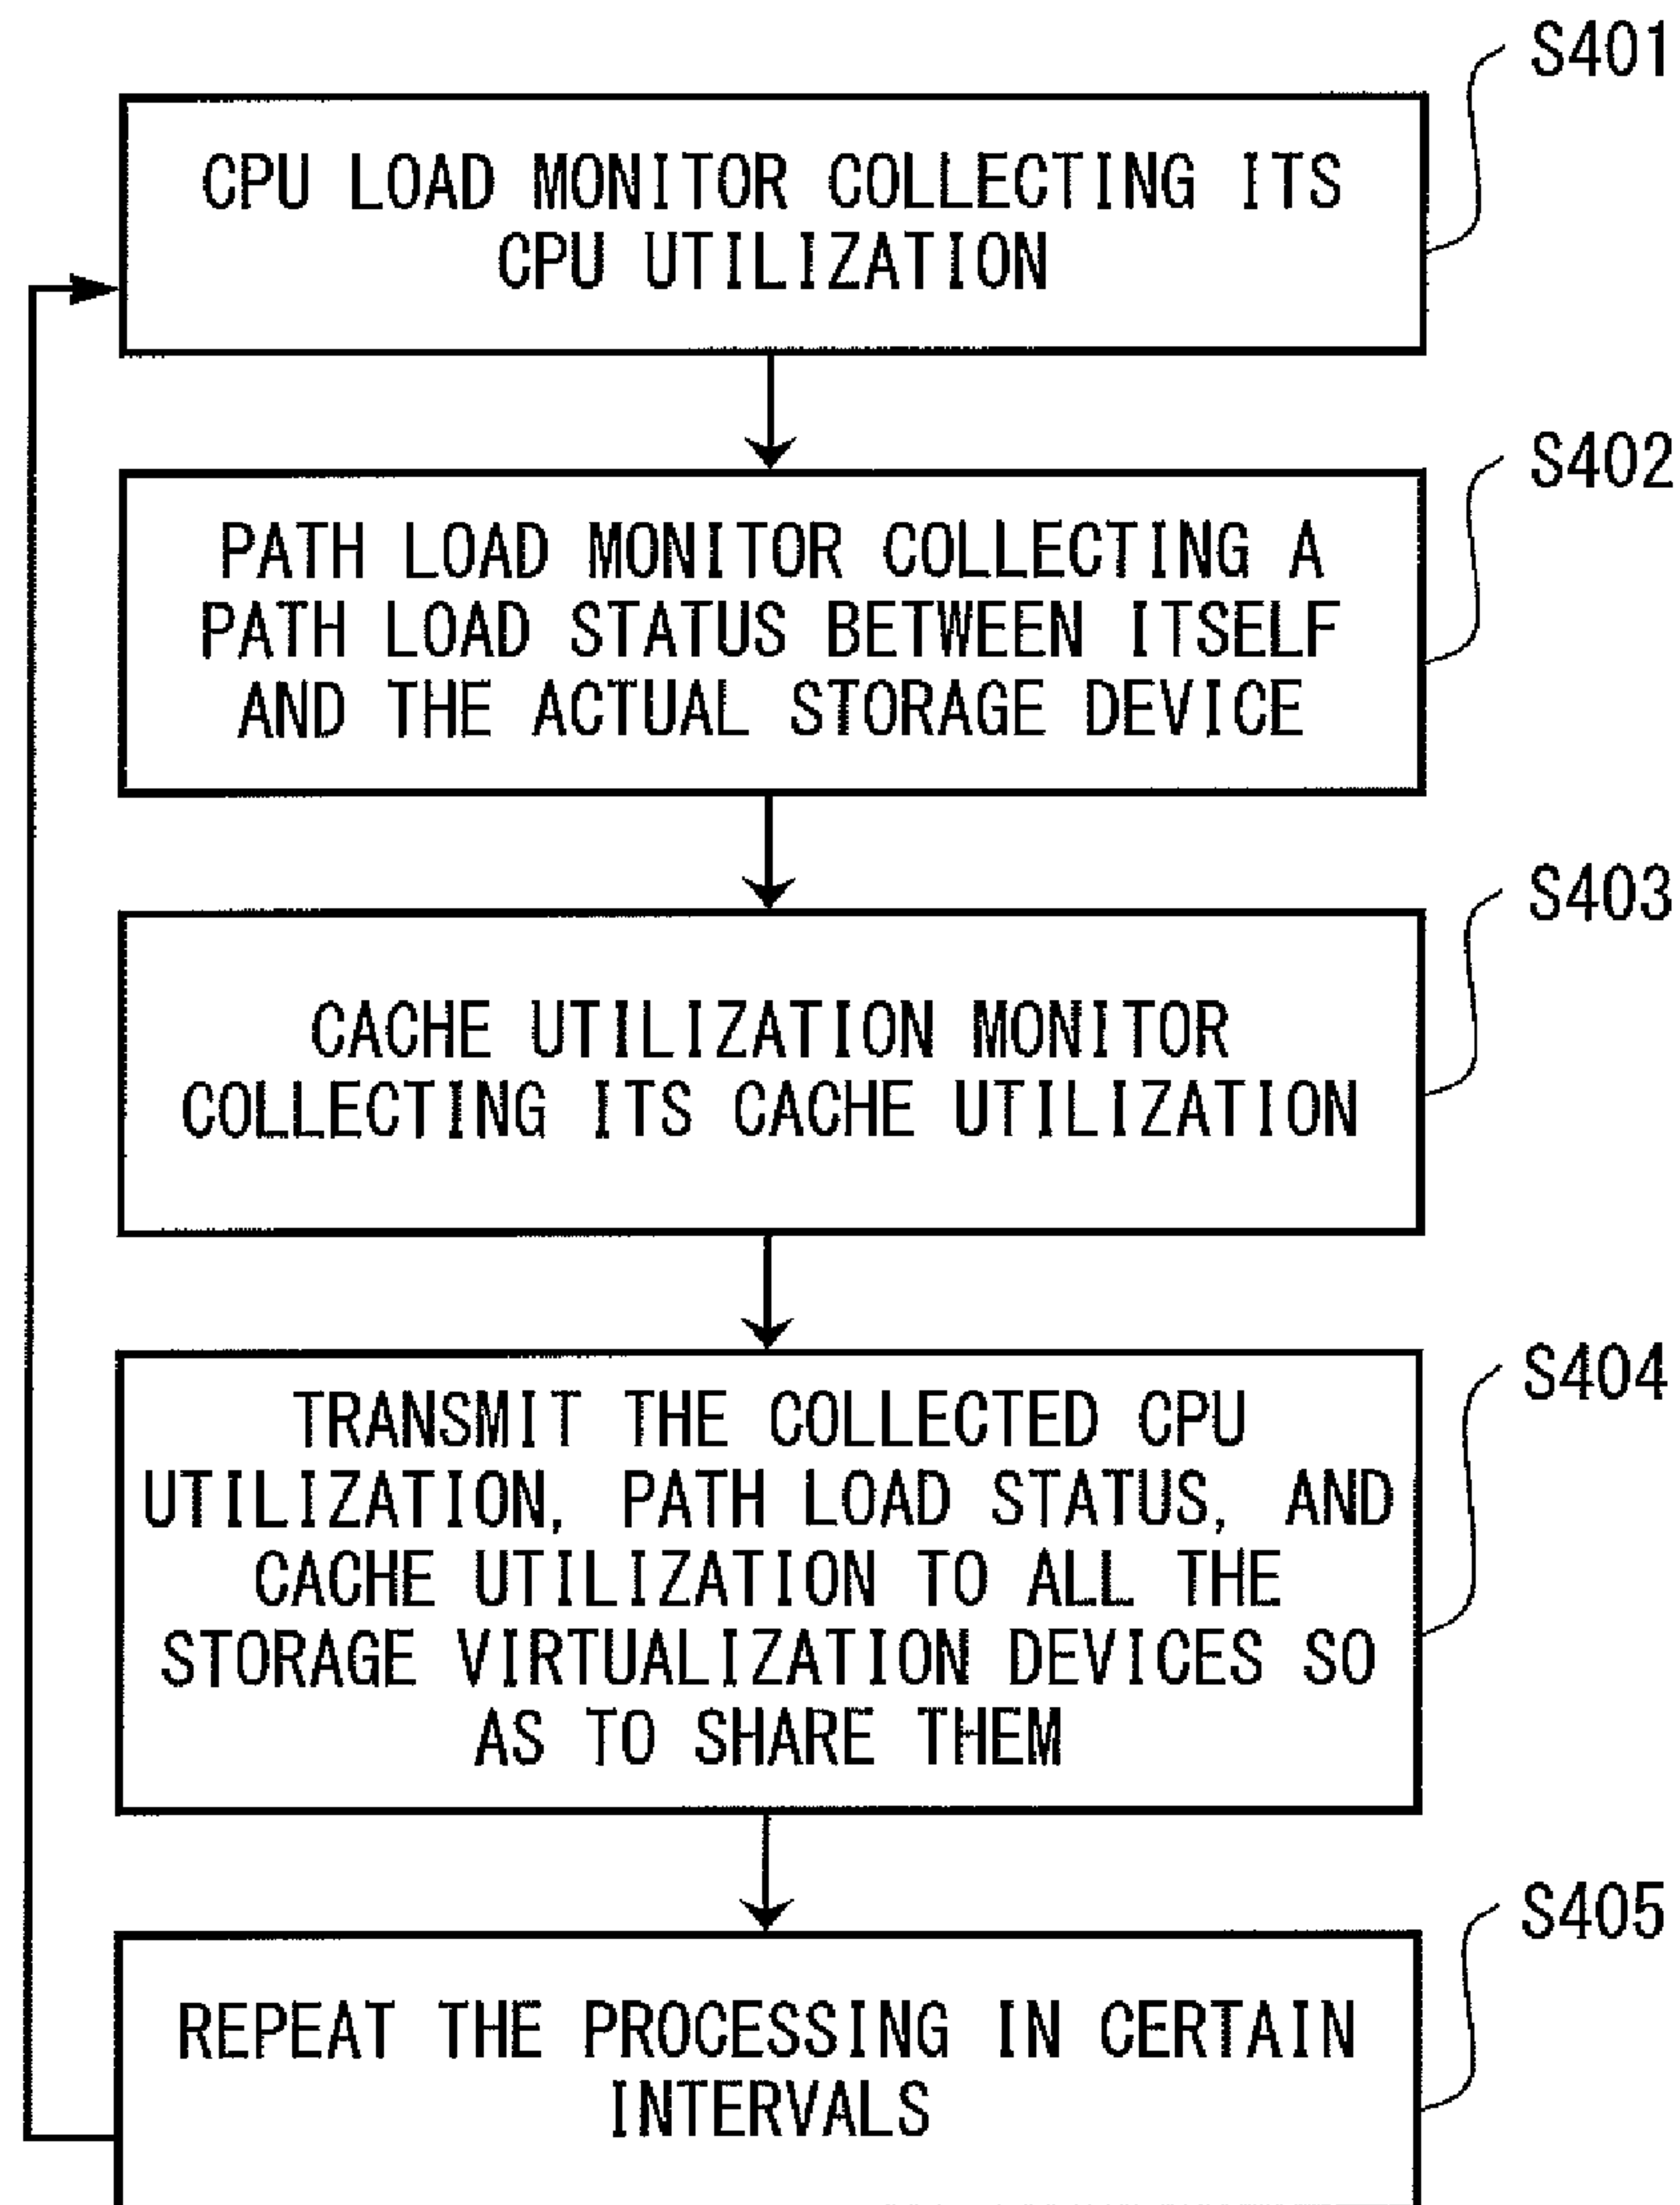 S401
CPU LOAD MONITOR COLLECTING ITS
CPU UTILIZATION
S402
PATH LOAD MONITOR COLLECTING A
PATH LOAD STATUS BETWEEN ITSELF
AND THE ACTUAL STORAGE DEVICE
S403
CACHE UTILIZATION MONITOR
COLLECTING ITS CACHE UTILIZATION
S404
TRANSMIT THE COLLECTED CPU
UTILIZATION, PATH LOAD STATUS, AND
CACHE UTILIZATION TO ALL THE
STORAGE VIRTUALIZATION DEVICES SO
AS TO SHARE THEM
S405
REPEAT THE PROCESSING IN CERTAIN
INTERVALS